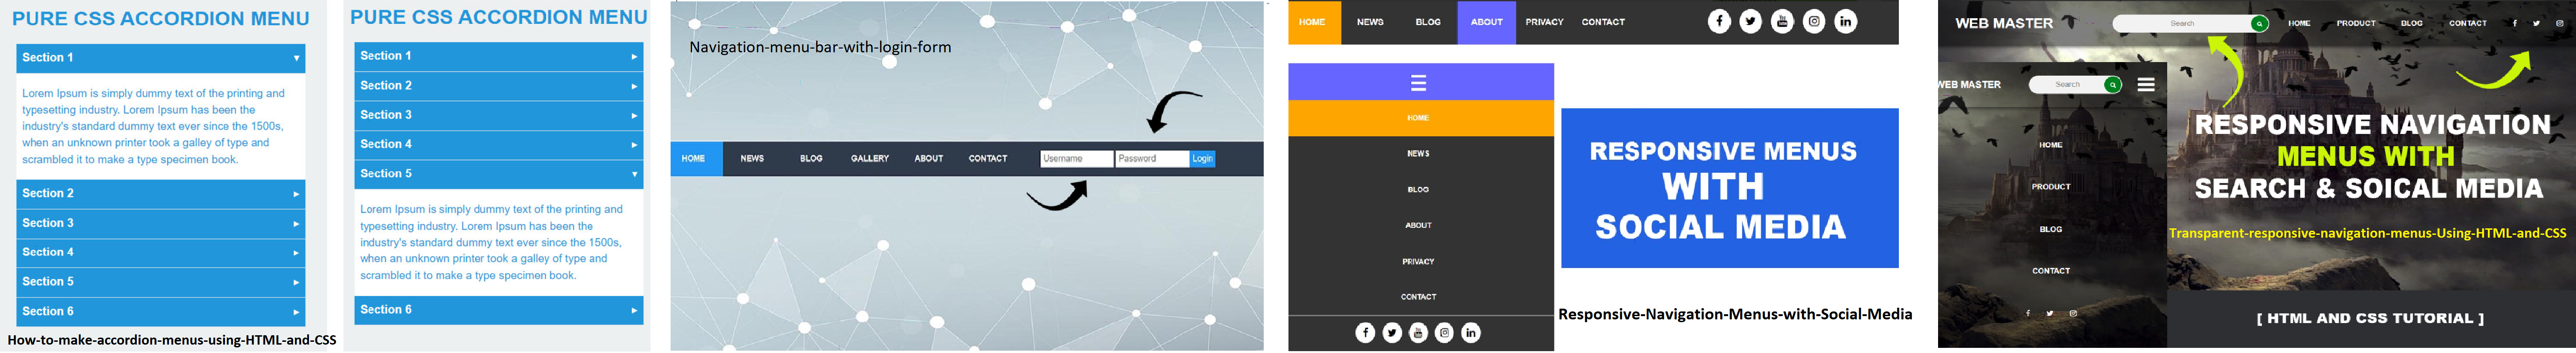 PURE CSS ACCORDION MENU
Section 1
Lorem Ipsum is simply dummy text of the printing and
typesetting industry. Lorem Ipsum has been the
industry's standard dummy text ever since the 1500s,
when an unknown printer took a galley of type and
scrambled it to make a type specimen book.
Section 2
Section 3
Section 4
Section 5
Section 6
How-to-make-accordion-menus-using-HTML-and-CSS
PURE CSS ACCORDION MENU
Section 1
Section 2
Section 3
Section 4
Section 5
Lorem Ipsum is simply dummy text of the printing and
typesetting industry. Lorem Ipsum has been the
industry's standard dummy text ever since the 1500s,
when an unknown printer took a galley of type and
scrambled it to make a type specimen book.
Section 6
Navigation-menu-bar-with-login-form
HOME NEWS BLOG GALLERY ABOUT CONTACT Username Password Login
HOME NEWS BLOG ABOUT PRIVACY CONTACT
HOME
NEWS
BLOG
ABOUT
PRIVACY
CONTACT
RESPONSIVE MENUS
WITH
SOCIAL MEDIA
Responsive-Navigation-Menus-with-Social-Media
WEB MASTER Search HOME PRODUCT BLOG CONTACT
WEB MASTER Search
HOME
PRODUCT
BLOG
CONTACT
RESPONSIVE NAVIGATION
MENUS WITH
SEARCH & SOICAL MEDIA
Transparent-responsive-navigation-menus-Using-HTML-and-CSS
[ HTML AND CSS TUTORIAL ]